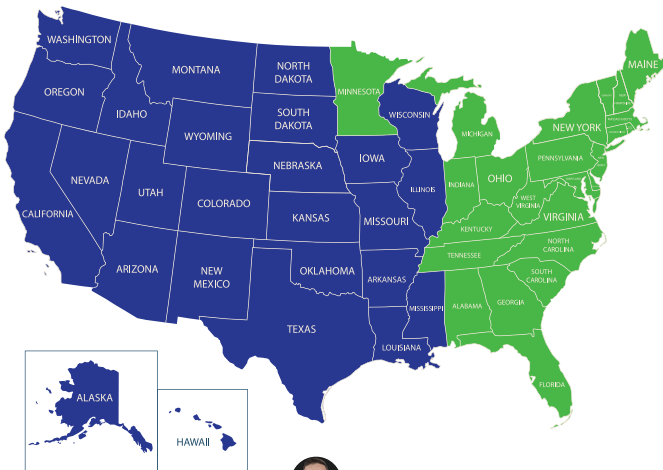 WASHINGTON
MONTANA
NORTH
DAKOTA
MINNESOTA
MAINE
OREGON
IDAHO
WYOMING
SOUTH
DAKOTA
WISCONSIN
MICHIGAN
NEW YORK
NEVADA
UTAH
COLORADO
NEBRASKA
IOWA
ILLINOIS
INDIANA
OHIO
PENNSYLVANIA
WEST
VIRGINIA
VIRGINIA
CALIFORNIA
KANSAS
MISSOURI
KENTUCKY
ARIZONA
NEW
MEXICO
OKLAHOMA
ARKANSAS
TENNESSEE
NORTH
CAROLINA
SOUTH
CAROLINA
TEXAS
LOUISIANA
MISSISSIPPI
ALABAMA
GEORGIA
FLORIDA
ALASKA
HAWAII